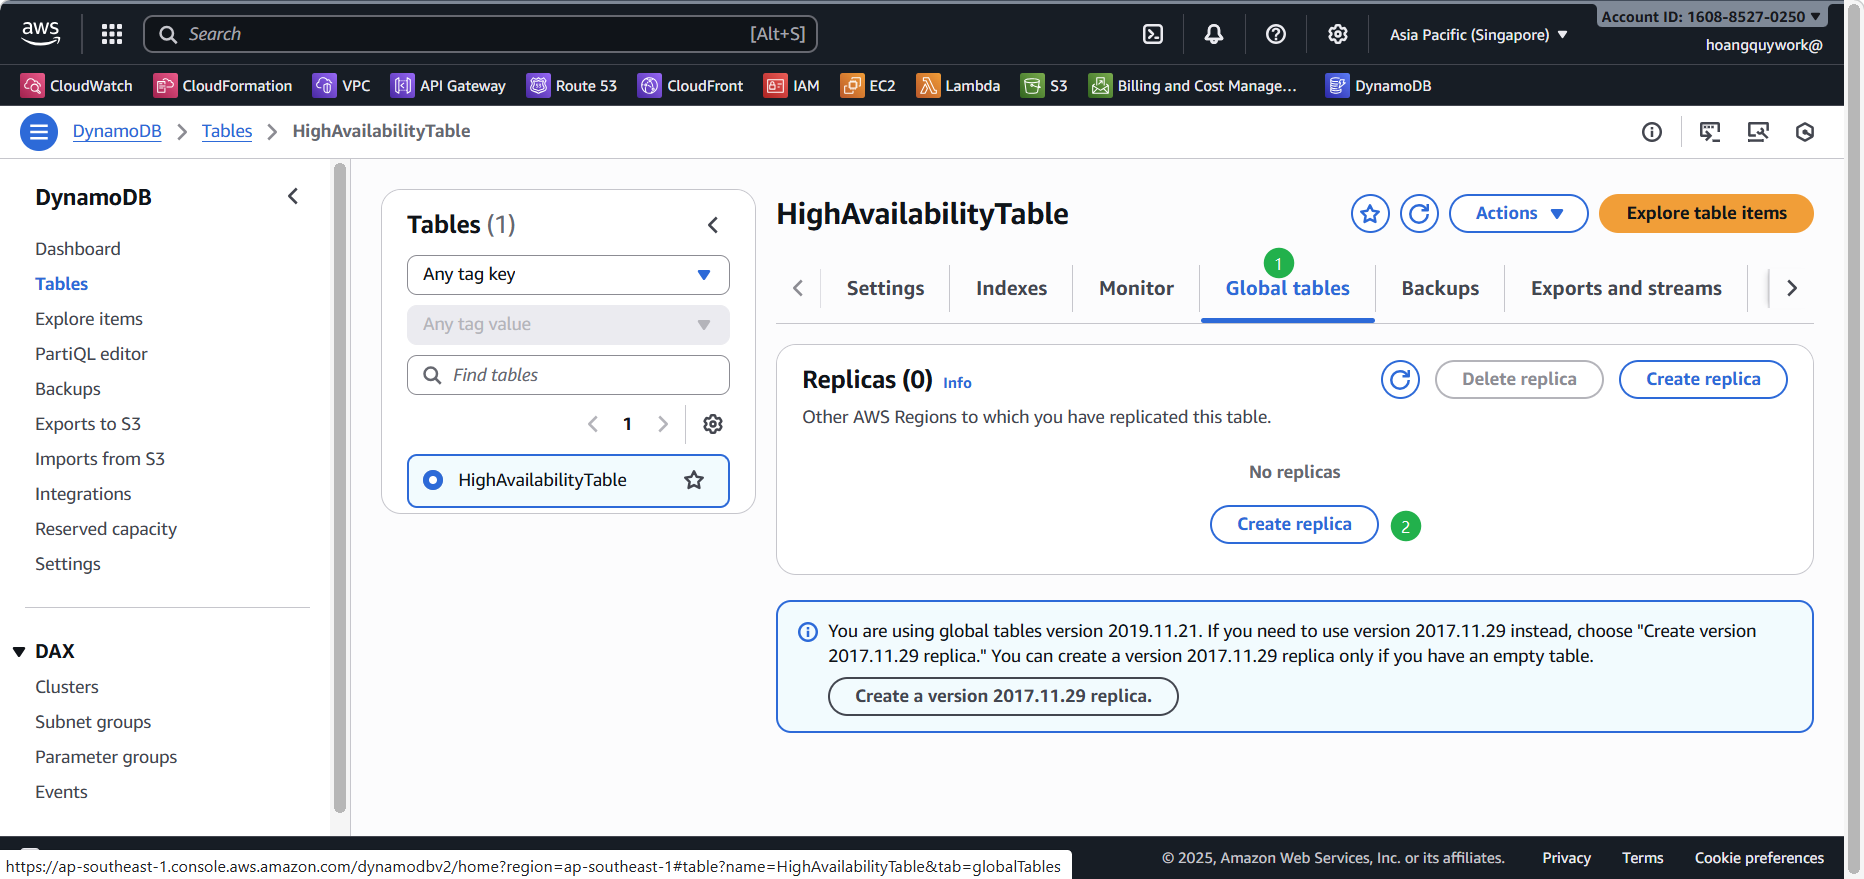 aws
Search
[Alt+S]
Asia Pacific (Singapore)
Account ID: 1608-8527-0250
hoangquywork@
CloudWatch
CloudFormation
VPC
API Gateway
Route 53
CloudFront
IAM
EC2
Lambda
S3
Billing and Cost Manage...
DynamoDB
DynamoDB
Tables
HighAvailabilityTable
DynamoDB
Dashboard
Tables
Explore items
PartiQL editor
Backups
Exports to S3
Imports from S3
Integrations
Reserved capacity
Settings
DAX
Clusters
Subnet groups
Parameter groups
Events
Tables (1)
Any tag key
Any tag value
Find tables
1
HighAvailabilityTable
HighAvailabilityTable
Actions
Explore table items
1
Settings
Indexes
Monitor
Global tables
Backups
Exports and streams
Replicas (0) Info
Delete replica
Create replica
Other AWS Regions to which you have replicated this table.
No replicas
Create replica
2
You are using global tables version 2019.11.21. If you need to use version 2017.11.29 instead, choose "Create version
2017.11.29 replica." You can create a version 2017.11.29 replica only if you have an empty table.
Create a version 2017.11.29 replica.
https://ap-southeast-1.console.aws.amazon.com/dynamodbv2/home?region=ap-southeast-1#table?name=HighAvailabilityTable&tab=globalTables
© 2025, Amazon Web Services, Inc. or its affiliates.
Privacy
Terms
Cookie preferences